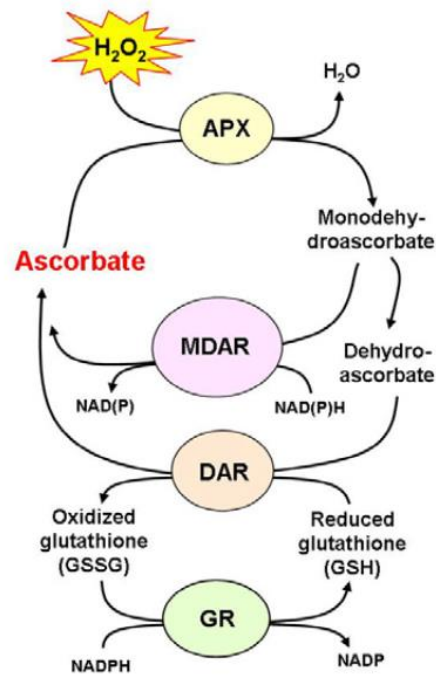 H₂O₂
H₂O
APX
Monodehy-
droascorbate
Ascorbate
MDAR
Dehydro-
ascorbate
NAD(P)
NAD(P)H
DAR
Oxidized
glutathione
(GSSG)
Reduced
glutathione
(GSH)
GR
NADPH
NADP